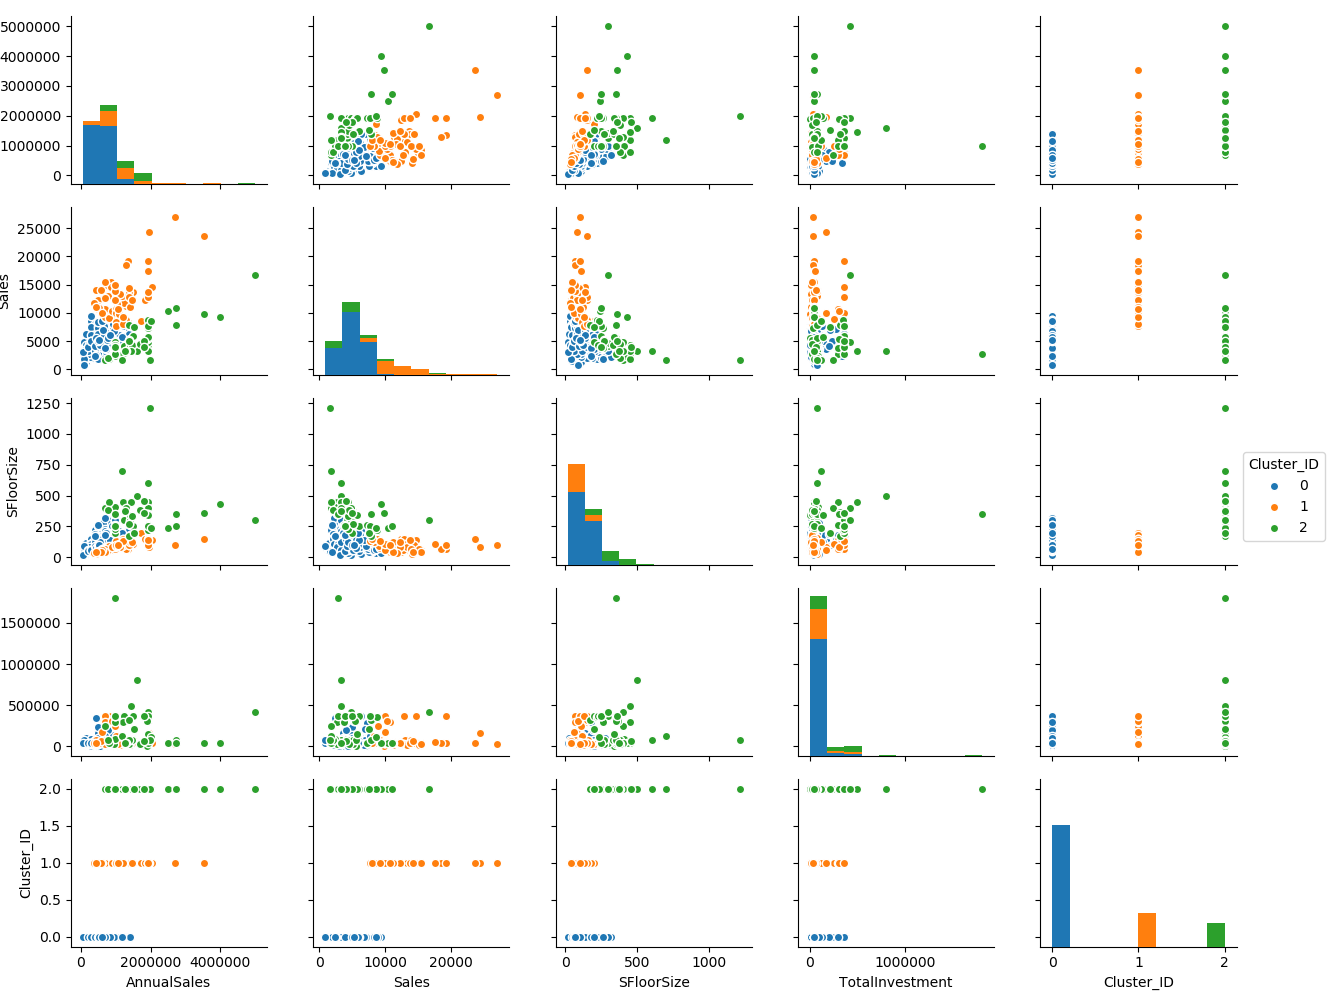 5000000
4000000
3000000
2000000
1000000
0
25000
20000
15000
10000
5000
0
Sales
1250
1000
750
500
250
0
SFloorSize
1500000
1000000
500000
0
2.0
1.5
1.0
0.5
0.0
Cluster_ID
0 2000000 4000000
AnnualSales
0 10000 20000
Sales
0 500 1000
SFloorSize
0 1000000
TotalInvestment
0 1 2
Cluster_ID
Cluster_ID
0
1
2